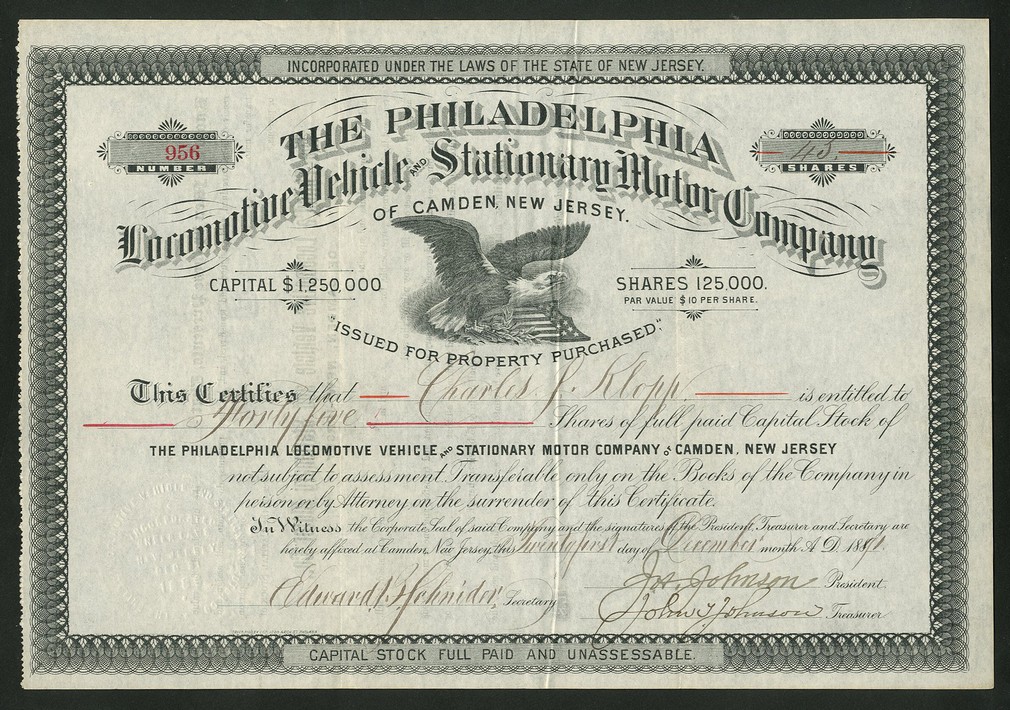 INCORPORATED UNDER THE LAWS OF THE STATE OF NEW JERSEY.
956
NUMBER
45
SHARES
THE PHILADELPHIA
Locomotive Vehicle AND Stationary Motor Company
OF CAMDEN, NEW JERSEY.
CAPITAL $1,250,000
SHARES 125,000.
PAR VALUE $10 PER SHARE.
"ISSUED FOR PROPERTY PURCHASED."
This Certifies that Charles J. Klopp is entitled to
Forty five Shares of full paid Capital Stock of
THE PHILADELPHIA LOCOMOTIVE VEHICLE AND STATIONARY MOTOR COMPANY OF CAMDEN, NEW JERSEY
not subject to assessment. Transferable only on the Books of the Company in
person or by Attorney on the surrender of this Certificate.
In Witness the Corporate Seal of said Company and the signatures of the President, Treasurer and Secretary are
hereby affixed at Camden, New Jersey, this Twenty first day of December month A.D. 1891
Edward Schnider, Secretary
Jos. Johnson President.
John Y Johnson Treasurer
CAPITAL STOCK FULL PAID AND UNASSESSABLE.